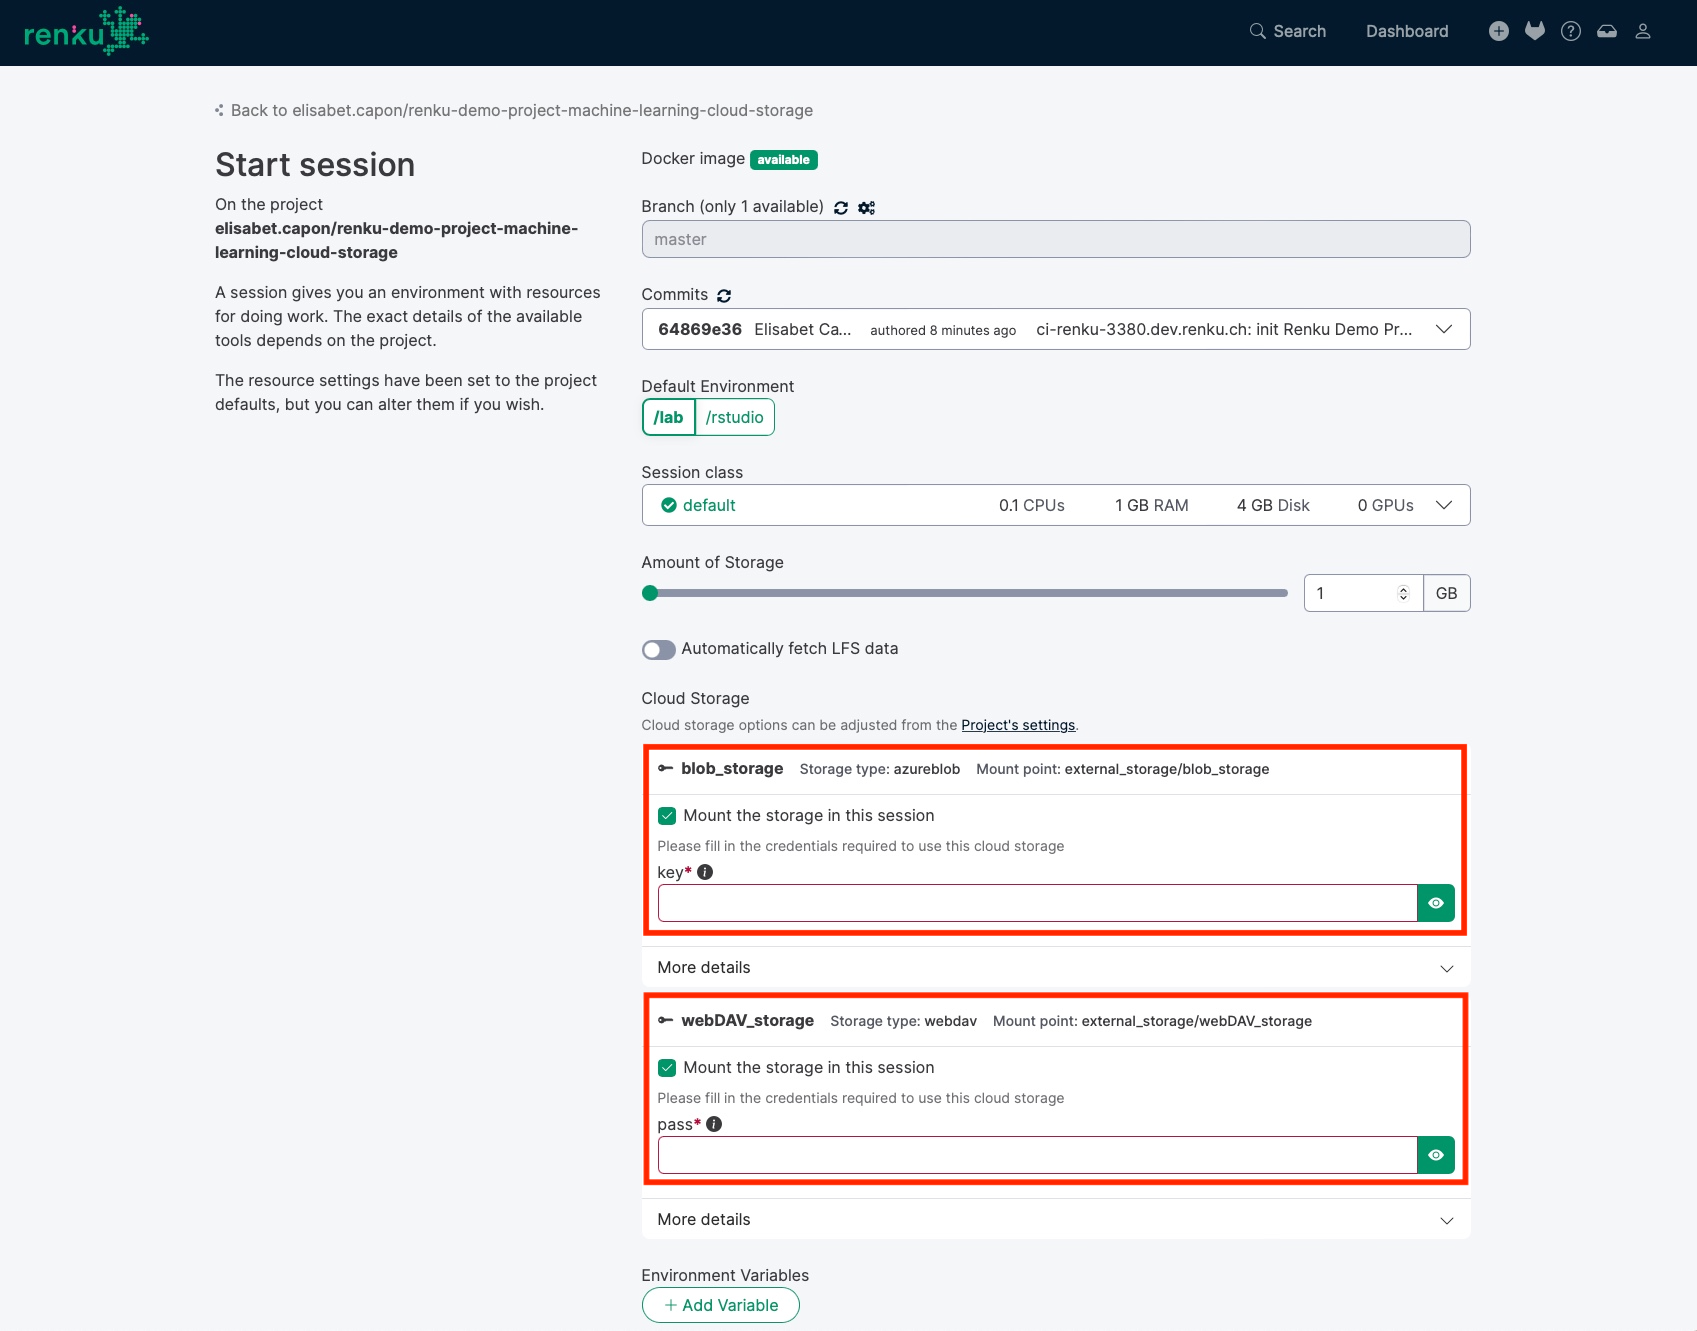 renku
Search
Dashboard
Back to elisabet.capon/renku-demo-project-machine-learning-cloud-storage
Start session
On the project
elisabet.capon/renku-demo-project-machine-
learning-cloud-storage
A session gives you an environment with resources
for doing work. The exact details of the available
tools depends on the project.
The resource settings have been set to the project
defaults, but you can alter them if you wish.
Docker image available
Branch (only 1 available)
master
Commits
64869e36 Elisabet Ca... authored 8 minutes ago ci-renku-3380.dev.renku.ch: init Renku Demo Pr...
Default Environment
/lab /rstudio
Session class
default 0.1 CPUs 1 GB RAM 4 GB Disk 0 GPUs
Amount of Storage
1 GB
Automatically fetch LFS data
Cloud Storage
Cloud storage options can be adjusted from the Project's settings.
blob_storage Storage type: azureblob Mount point: external_storage/blob_storage
Mount the storage in this session
Please fill in the credentials required to use this cloud storage
key*
More details
webDAV_storage Storage type: webdav Mount point: external_storage/webDAV_storage
Mount the storage in this session
Please fill in the credentials required to use this cloud storage
pass*
More details
Environment Variables
+ Add Variable